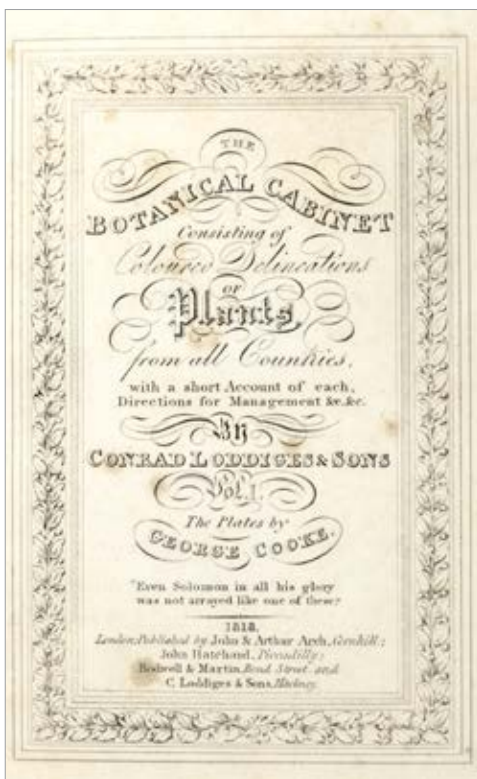 THE
BOTANICAL CABINET
Consisting of
Coloured Delineations
OF
Plants
from all Countries,
with a short Account of each,
Directions for Management &c.&c.
By
CONRAD LODDIGES & SONS
Vol. I.
The Plates by
GEORGE COOKE.
"Even Solomon in all his glory
was not arrayed like one of these"
1818.
London; Published by John & Arthur Arch, Cornhill;
John Hatchard, Piccadilly;
Bodwell & Martin, Bond Street, and
C. Loddiges & Sons, Hackney.